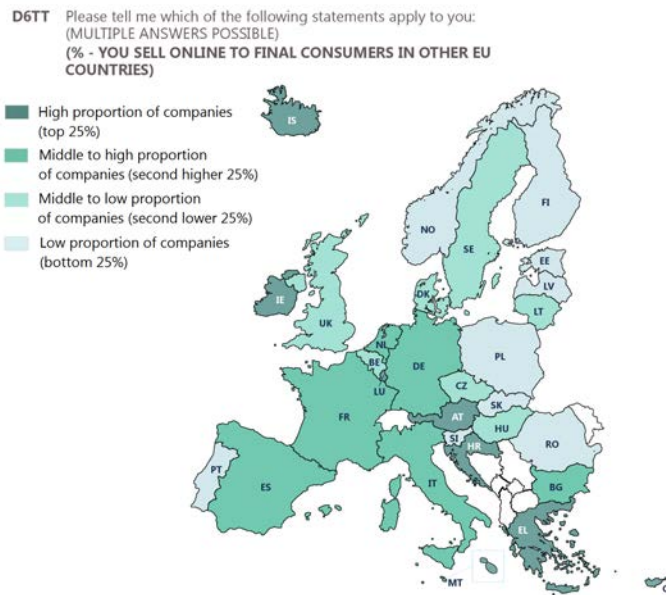 D6TT Please tell me which of the following statements apply to you:
(MULTIPLE ANSWERS POSSIBLE)
(% - YOU SELL ONLINE TO FINAL CONSUMERS IN OTHER EU
COUNTRIES)
High proportion of companies
(top 25%)
Middle to high proportion
of companies (second higher 25%)
Middle to low proportion
of companies (second lower 25%)
Low proportion of companies
(bottom 25%)
IS
FI
NO
SE
EE
LV
LT
DK
IE
UK
NL
BE
DE
PL
LU
CZ
SK
FR
AT
HU
SI
HR
RO
PT
ES
IT
BG
EL
MT